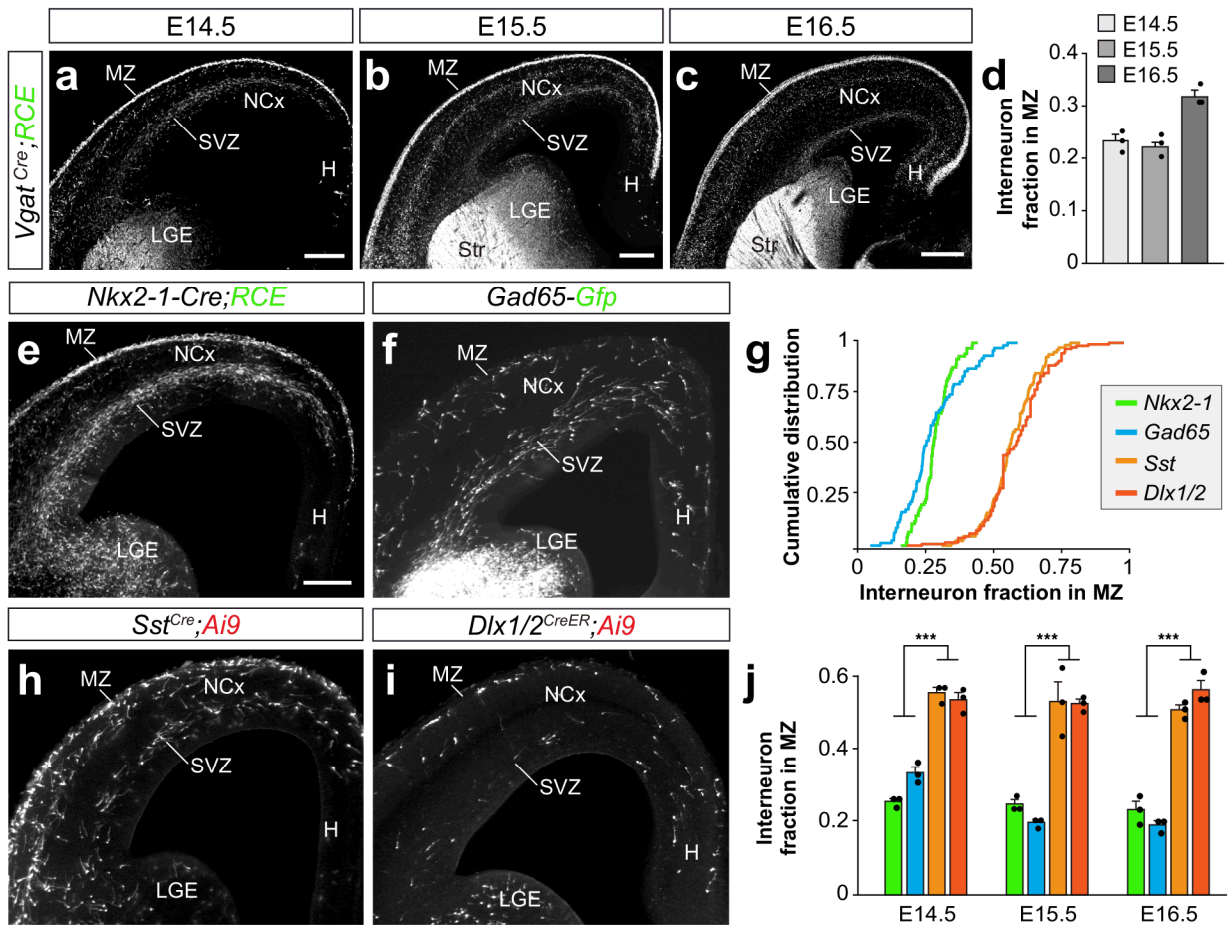 E14.5
E15.5
E16.5
Vgat Cre;RCE
a
MZ
NCx
SVZ
H
LGE
b
MZ
NCx
SVZ
H
LGE
Str
c
MZ
NCx
SVZ
H
LGE
Str
d
E14.5
E15.5
E16.5
Interneuron
fraction in MZ
0.4
0.3
0.2
0.1
0
Nkx2-1-Cre;RCE
Gad65-Gfp
e
MZ
NCx
SVZ
H
LGE
f
MZ
NCx
SVZ
H
LGE
g
Cumulative distribution
1
0.75
0.50
0.25
0
0.25
0.50
0.75
1
Interneuron fraction in MZ
Nkx2-1
Gad65
Sst
Dlx1/2
SstCre;Ai9
Dlx1/2CreER;Ai9
h
MZ
NCx
SVZ
H
LGE
i
MZ
NCx
SVZ
H
LGE
j
Interneuron
fraction in MZ
0.6
0.4
0.2
0
***
***
***
E14.5
E15.5
E16.5